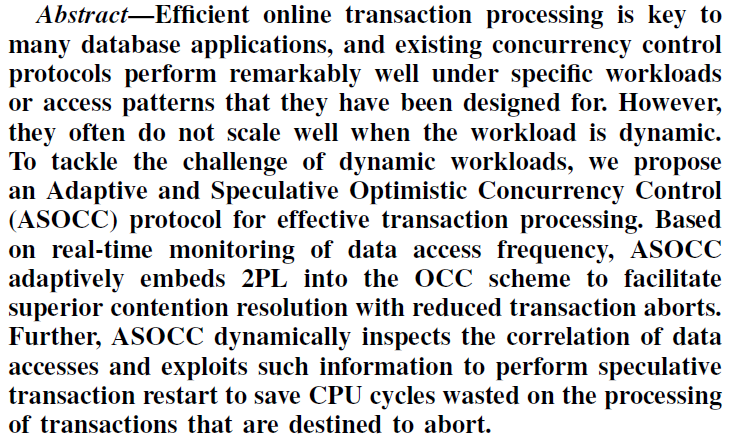 Abstract—Efficient online transaction processing is key to
many database applications, and existing concurrency control
protocols perform remarkably well under specific workloads
or access patterns that they have been designed for. However,
they often do not scale well when the workload is dynamic.
To tackle the challenge of dynamic workloads, we propose
an Adaptive and Speculative Optimistic Concurrency Control
(ASOCC) protocol for effective transaction processing. Based
on real-time monitoring of data access frequency, ASOCC
adaptively embeds 2PL into the OCC scheme to facilitate
superior contention resolution with reduced transaction aborts.
Further, ASOCC dynamically inspects the correlation of data
accesses and exploits such information to perform speculative
transaction restart to save CPU cycles wasted on the processing
of transactions that are destined to abort.